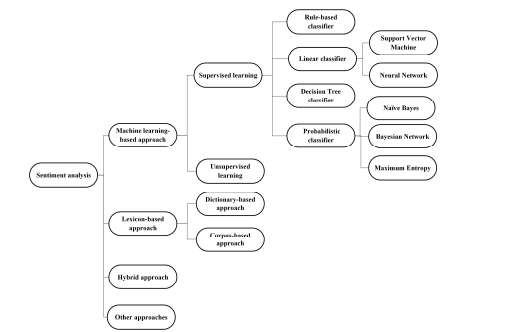 Rule-based
classifier
Support Vector
Machine
Linear classifier
Supervised learning
Neural Network
Decision Tree
classifier
Naïve Bayes
Machine learning-
based approach
Probabilistic
classifier
Bayesian Network
Unsupervised
learning
Maximum Entropy
Sentiment analysis
Dictionary-based
approach
Lexicon-based
approach
Corpus-based
approach
Hybrid approach
Other approaches